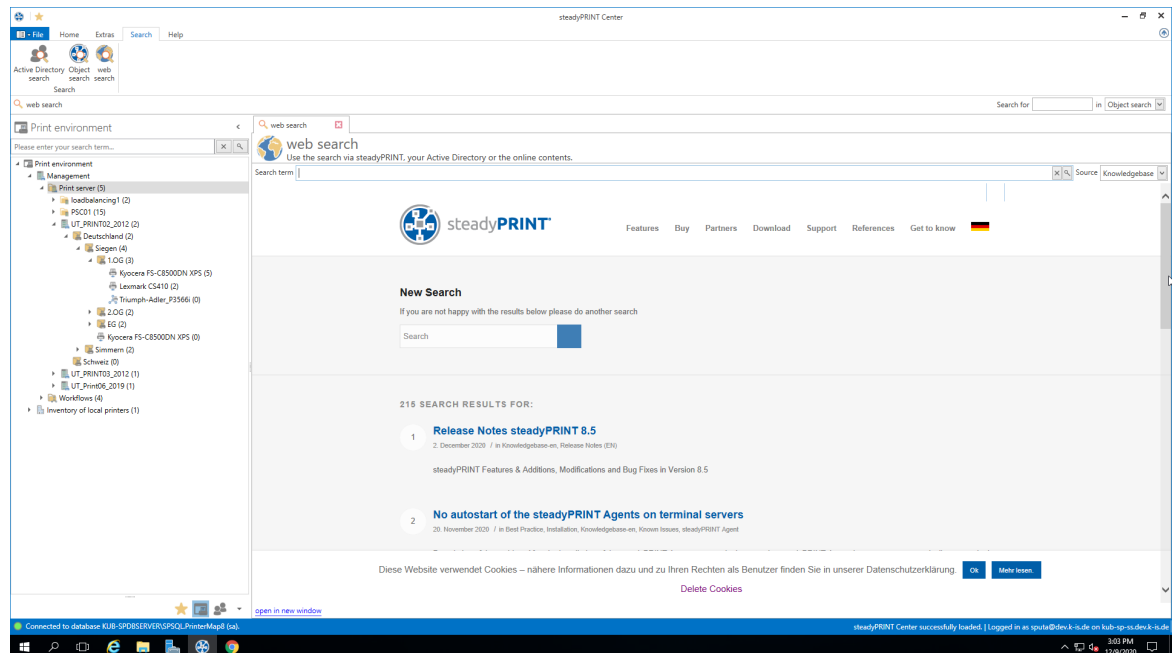 steadyPRINT Center
File Home Extras Search Help
Active Directory search
Object search
web search
Search
web search
Search for in Object search
Print environment
web search
Please enter your search term...
web search
Use the search via steadyPRINT, your Active Directory or the online contents.
Search term Source Knowledgebase
Print environment
Management
Print server (5)
loadbalancing1 (2)
PSC01 (15)
UT_PRINT02_2012 (2)
Deutschland (2)
Siegen (4)
1.OG (3)
Kyocera FS-C8500DN XPS (5)
Lexmark CS410 (2)
Triumph-Adler_P3566i (0)
2.OG (2)
EG (2)
Kyocera FS-C8500DN XPS (0)
Simmern (2)
Schweiz (0)
UT_PRINT03_2012 (1)
UT_Print06_2019 (1)
Workflows (4)
Inventory of local printers (1)
steadyPRINT
Features Buy Partners Download Support References Get to know
New Search
If you are not happy with the results below please do another search
Search
215 SEARCH RESULTS FOR:
1
Release Notes steadyPRINT 8.5
2. December 2020 / in Knowledgebase-en, Release Notes (EN)
steadyPRINT Features & Additions, Modifications and Bug Fixes in Version 8.5
2
No autostart of the steadyPRINT Agents on terminal servers
20. November 2020 / in Best Practice, Installation, Knowledgebase-en, Known Issues, steadyPRINT Agent
Diese Website verwendet Cookies – nähere Informationen dazu und zu Ihren Rechten als Benutzer finden Sie in unserer Datenschutzerklärung. Ok Mehr lesen.
Delete Cookies
open in new window
Connected to database KUB-SPDBSERVER\SPSQL.PrinterMap8 (sa).
steadyPRINT Center successfully loaded. | Logged in as sputa@dev.k-is.de on kub-sp-ss.dev.k-is.de
3:03 PM
12/9/2020